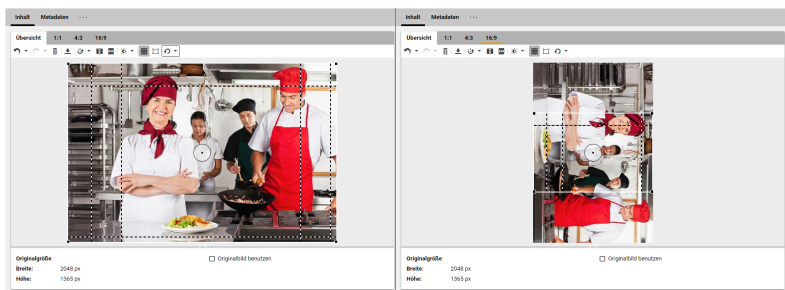 Inhalt Metadaten ...
Übersicht 1:1 4:3 16:9
Originalgröße
Originalbild benutzen
Breite: 2048 px
Höhe: 1365 px
Inhalt Metadaten ...
Übersicht 1:1 4:3 16:9
Originalgröße
Originalbild benutzen
Breite: 2048 px
Höhe: 1365 px